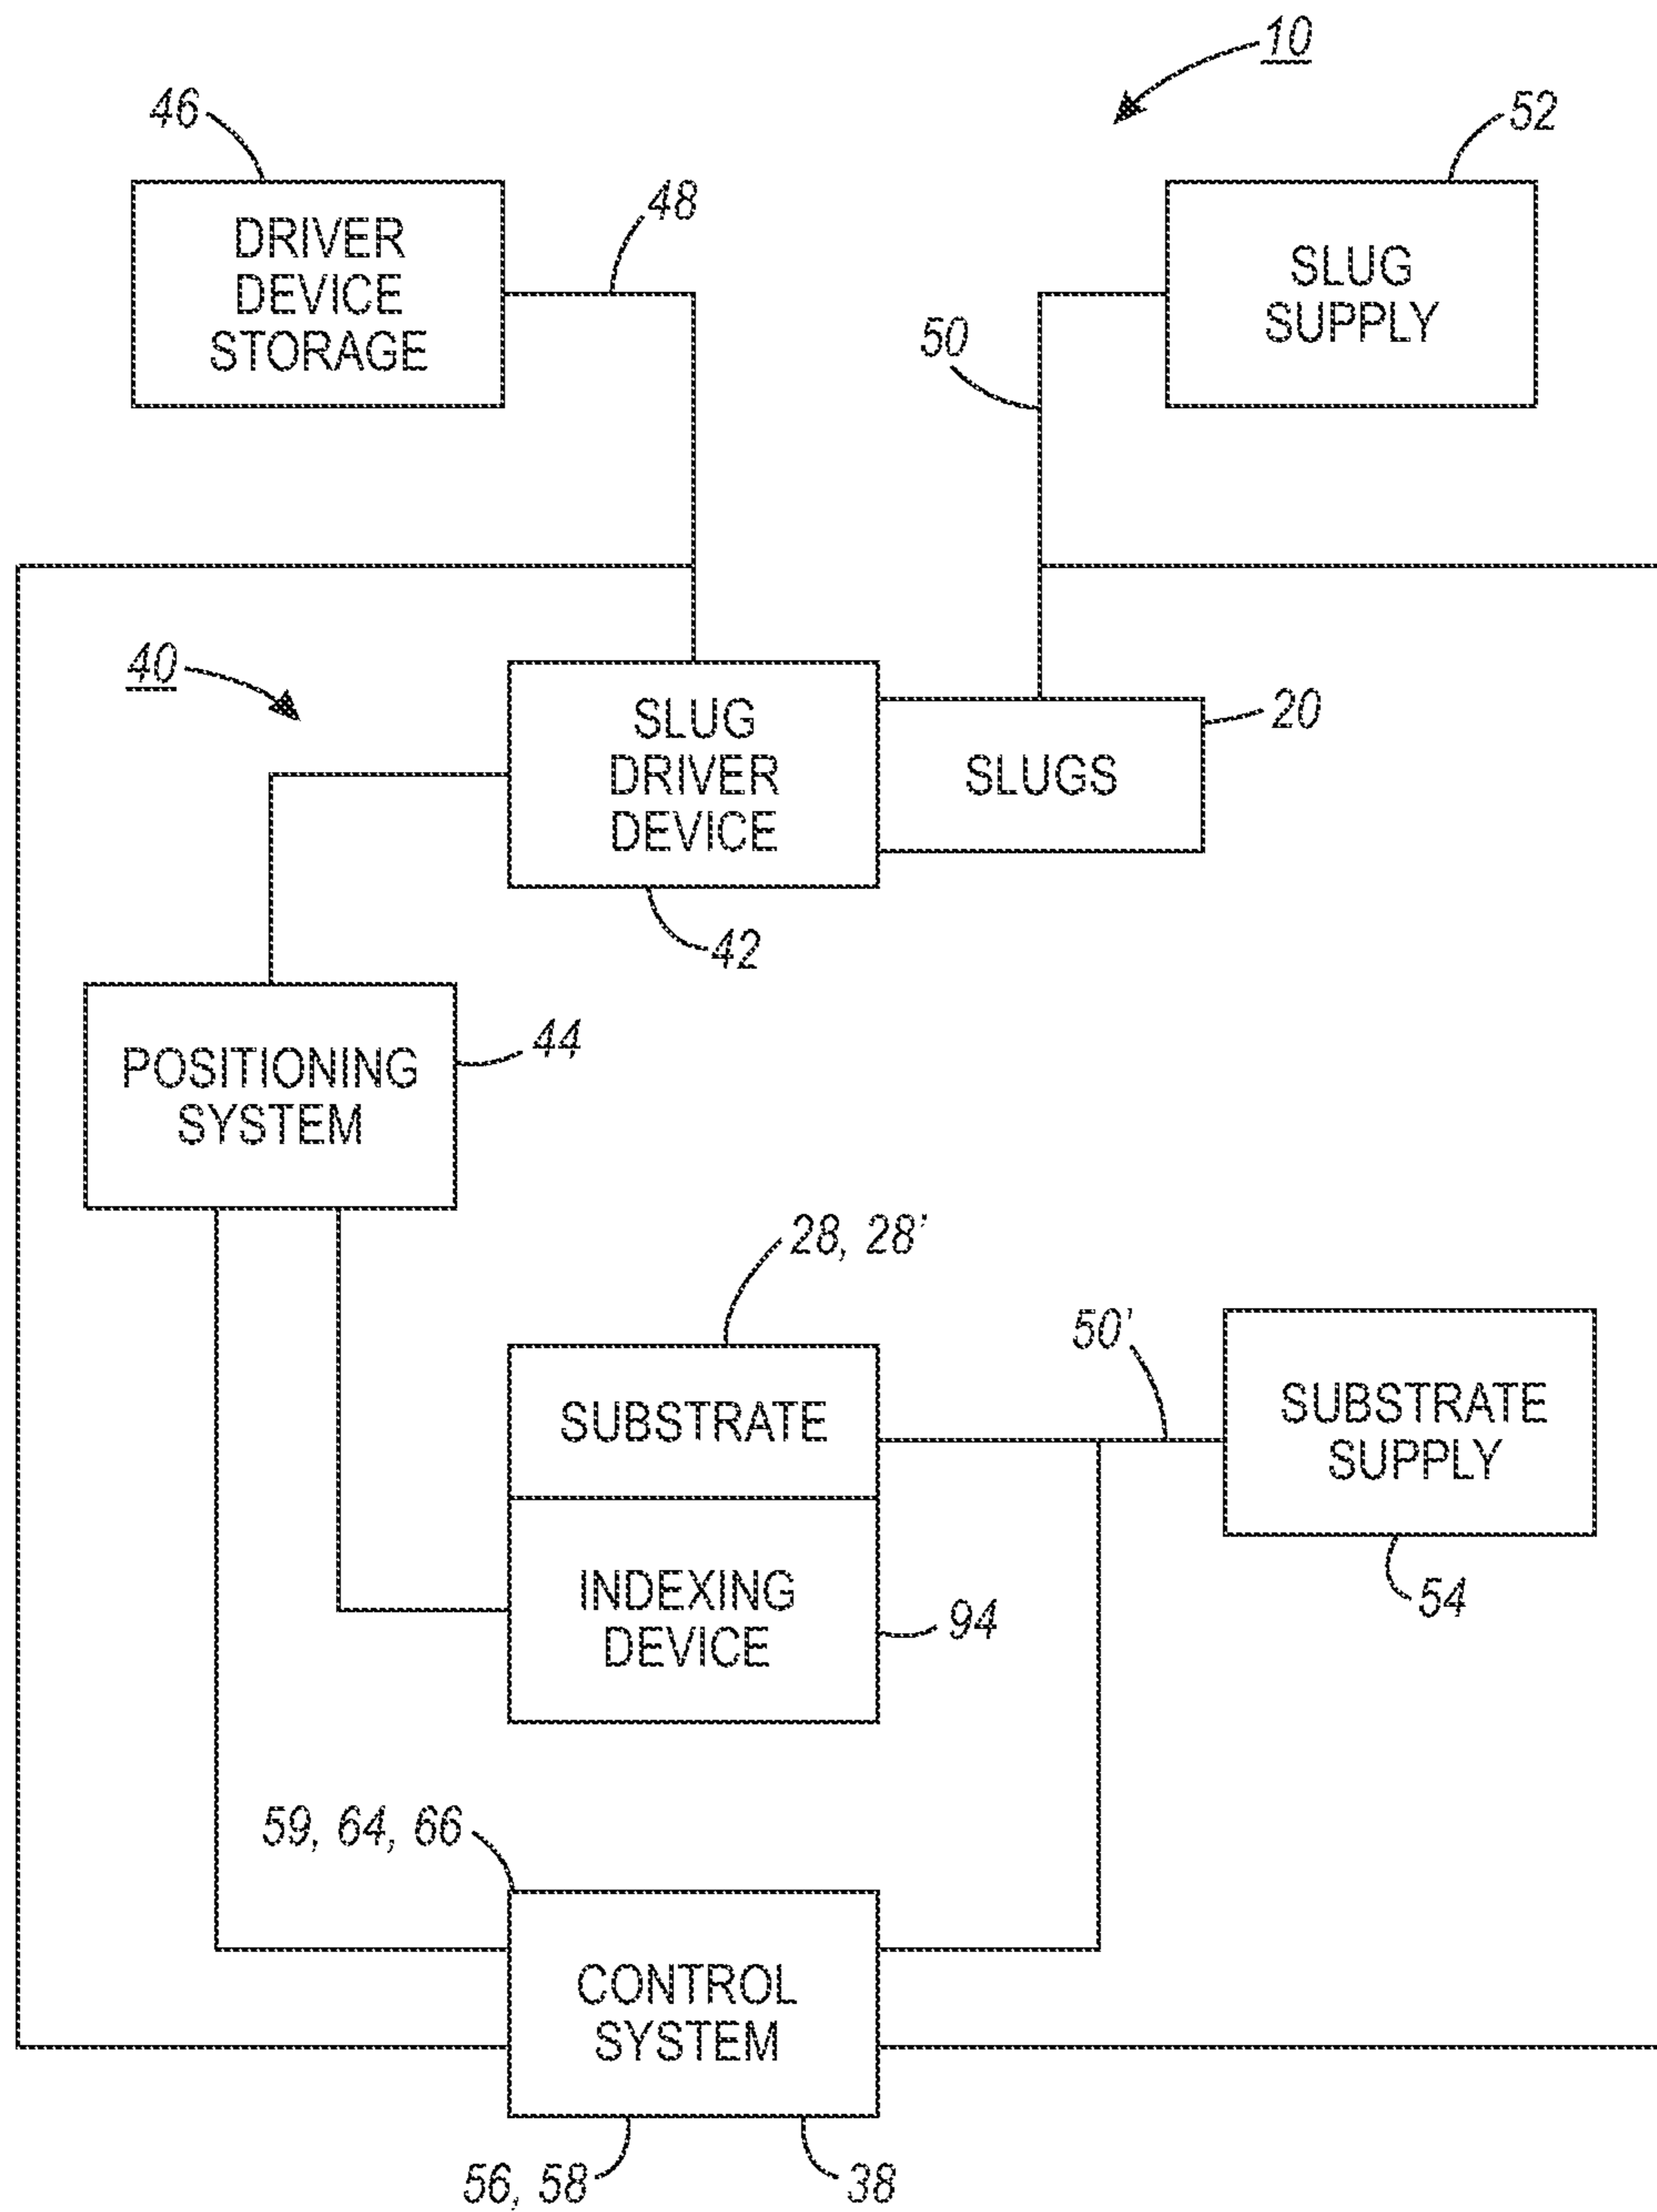 10
46
52
DRIVER
DEVICE
STORAGE
48
SLUG
SUPPLY
50
40
SLUG
DRIVER
DEVICE
SLUGS
20
42
POSITIONING
SYSTEM
44
28, 28'
50'
SUBSTRATE
SUBSTRATE
SUPPLY
INDEXING
DEVICE
94
54
59, 64, 66
CONTROL
SYSTEM
56, 58
38